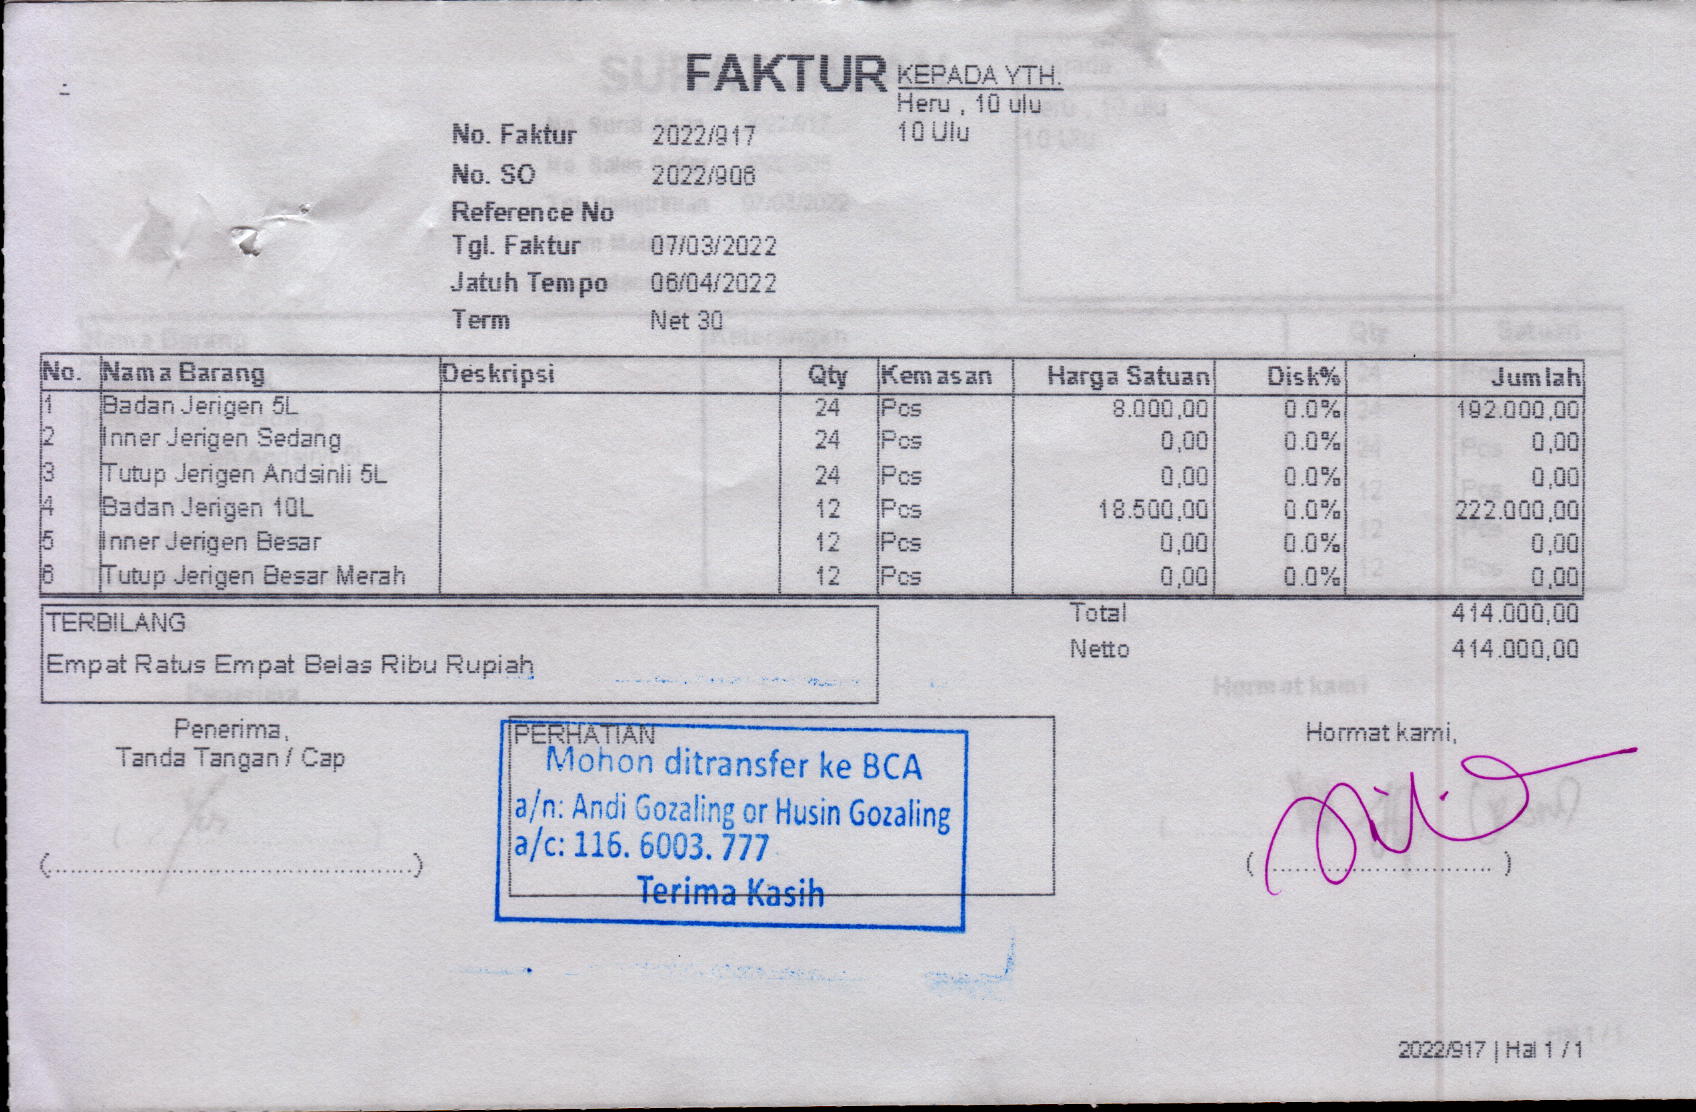 FAKTUR
KEPADA YTH.
Heru , 10 ulu
10 Ulu
No. Faktur 2022/917
No. SO 2022/906
Reference No
Tgl. Faktur 07/03/2022
Jatuh Tempo 06/04/2022
Term Net 30
No. Nama Barang Deskripsi Qty Kemasan Harga Satuan Disk% Jumlah
1 Badan Jerigen 5L 24 Pcs 8.000,00 0.0% 192.000,00
2 Inner Jerigen Sedang 24 Pcs 0,00 0.0% 0,00
3 Tutup Jerigen Andsinli 5L 24 Pcs 0,00 0.0% 0,00
4 Badan Jerigen 10L 12 Pcs 18.500,00 0.0% 222.000,00
5 Inner Jerigen Besar 12 Pcs 0,00 0.0% 0,00
6 Tutup Jerigen Besar Merah 12 Pcs 0,00 0.0% 0,00
Total 414.000,00
Netto 414.000,00
TERBILANG
Empat Ratus Empat Belas Ribu Rupiah
Penerima,
Tanda Tangan / Cap
PERHATIAN
Mohon ditransfer ke BCA
a/n: Andi Gozaling or Husin Gozaling
a/c: 116. 6003. 777
Terima Kasih
Hormat kami,
2022/917 | Hal 1 / 1